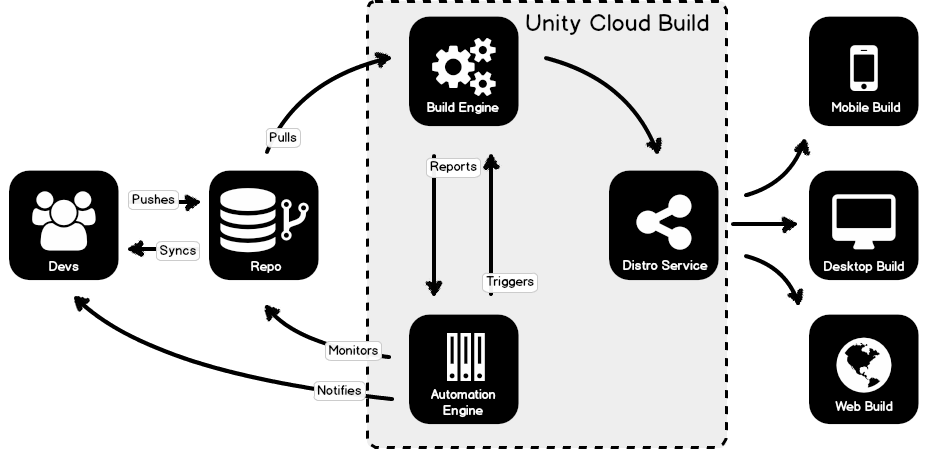 Unity Cloud Build
Build Engine
Mobile Build
Pulls
Reports
Pushes
Syncs
Devs
Repo
Distro Service
Desktop Build
Triggers
Monitors
Notifies
Automation
Engine
Web Build